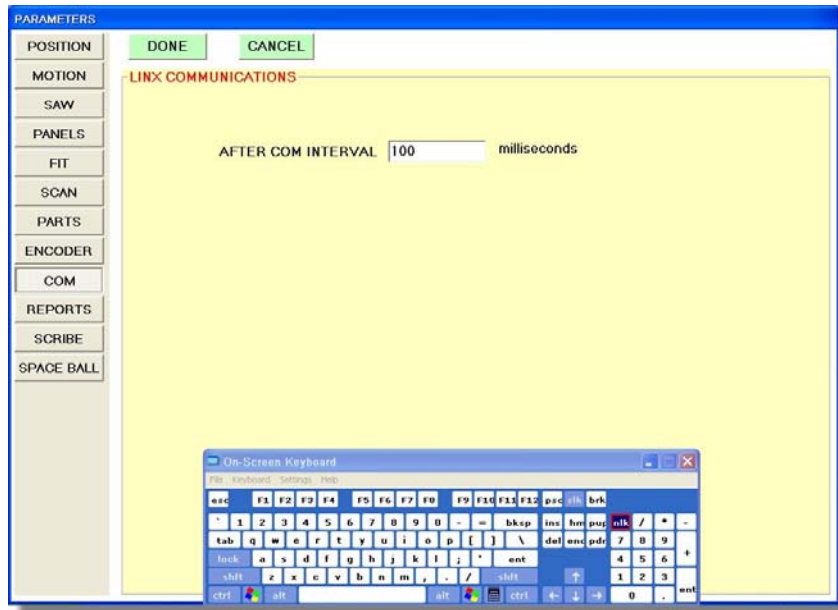 PARAMETERS
POSITION
MOTION
SAW
PANELS
FIT
SCAN
PARTS
ENCODER
COM
REPORTS
SCRIBE
SPACE BALL
DONE CANCEL
LINX COMMUNICATIONS
AFTER COM INTERVAL 100 milliseconds
On-Screen Keyboard
File Keyboard Settings Help
esc F1 F2 F3 F4 F5 F6 F7 F8 F9 F10 F11 F12 psc slk brk
` 1 2 3 4 5 6 7 8 9 0 - = bksp ins hm pup nlk / * -
tab q w e r t y u i o p [ ] \ del end pdn 7 8 9 +
lock a s d f g h j k l ; ' ent 4 5 6
shft z x c v b n m , . / shft ↑ 1 2 3 ent
ctrl alt alt ctrl ← ↓ → 0 .